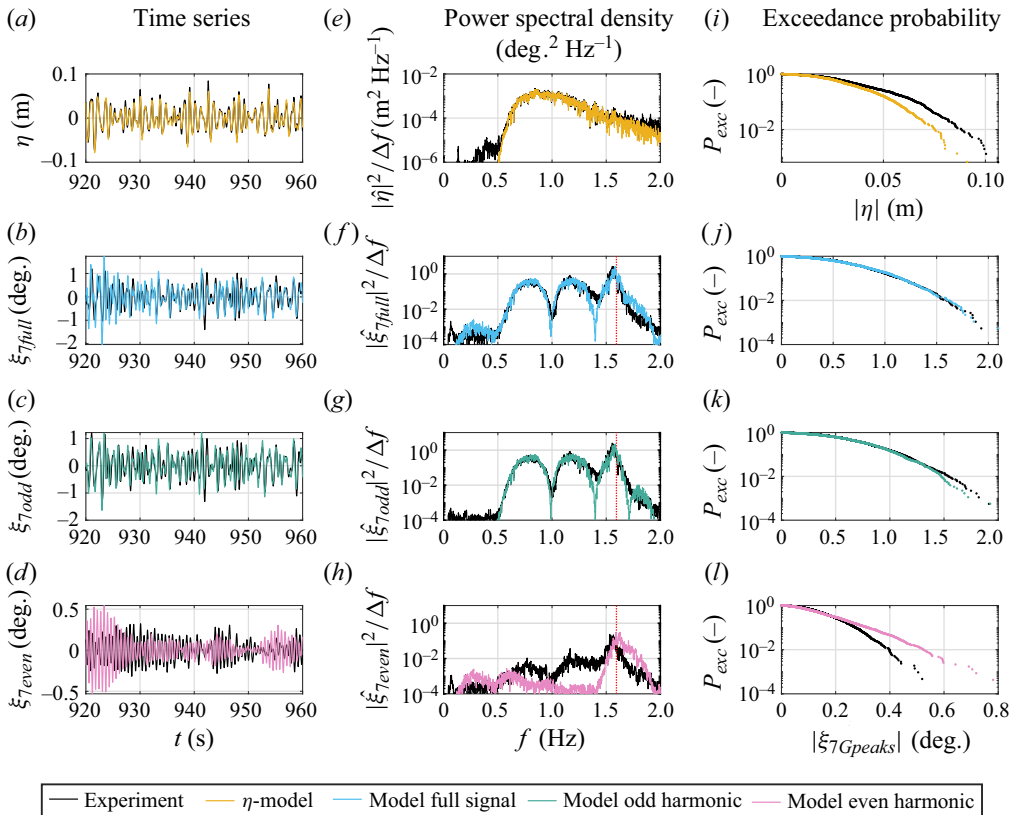 (a) Time series (e) Power spectral density (i) Exceedance probability
(deg.² Hz⁻¹)
η (m)
0.1
0
−0.1
920 930 940 950 960
|η̂|² / Δf (m² Hz⁻¹)
10⁻²
10⁻⁴
10⁻⁶
0 0.5 1.0 1.5 2.0
P_exc (−)
10⁰
10⁻²
0 0.05 0.10
|η| (m)
(b) (f) (j)
ξ_7full (deg.)
1
0
−1
−2
920 930 940 950 960
|ξ̂_7full|² / Δf
10⁰
10⁻²
10⁻⁴
0 0.5 1.0 1.5 2.0
P_exc (−)
10⁰
10⁻²
10⁻⁴
0 0.5 1.0 1.5 2.0
(c) (g) (k)
ξ_7odd (deg.)
1
0
−1
−2
920 930 940 950 960
|ξ̂_7odd|² / Δf
10⁰
10⁻²
10⁻⁴
0 0.5 1.0 1.5 2.0
P_exc (−)
10⁰
10⁻²
10⁻⁴
0 0.5 1.0 1.5 2.0
(d) (h) (l)
ξ_7even (deg.)
0.5
0
−0.5
920 930 940 950 960
t (s)
|ξ̂_7even|² / Δf
10⁰
10⁻²
10⁻⁴
0 0.5 1.0 1.5 2.0
f (Hz)
P_exc (−)
10⁰
10⁻²
10⁻⁴
0 0.2 0.4 0.6 0.8
|ξ_7Gpeaks| (deg.)
Experiment η-model Model full signal Model odd harmonic Model even harmonic